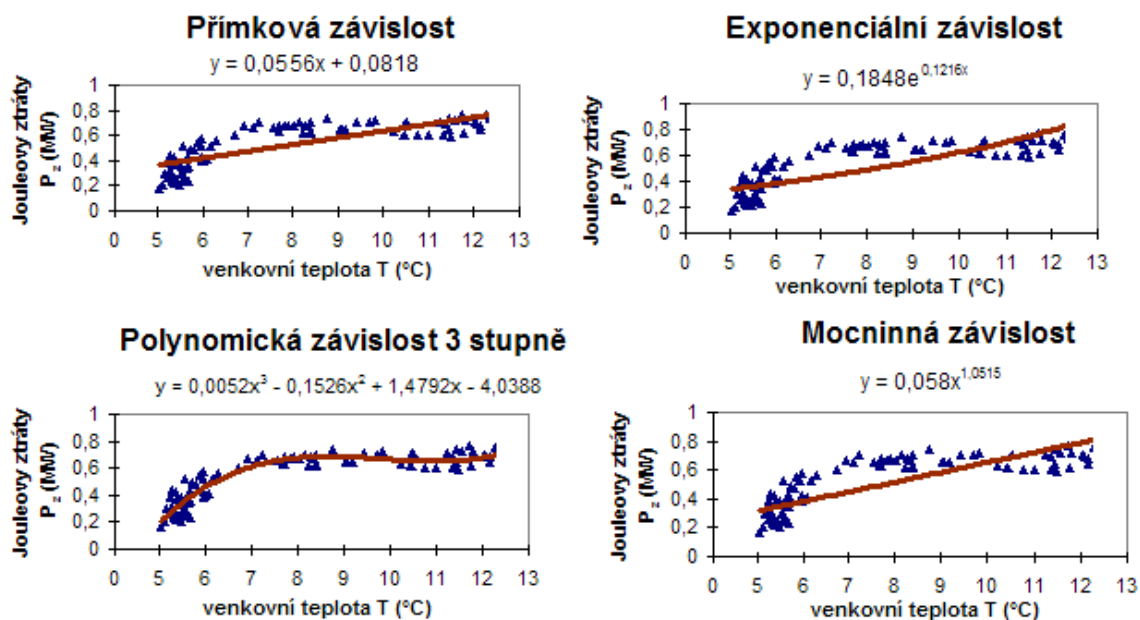 Přímková závislost
y = 0,0556x + 0,0818
Jouleovy ztráty
P_z (MW)
1
0,8
0,6
0,4
0,2
0
0 5 6 7 8 9 10 11 12 13
venkovní teplota T (°C)
Exponenciální závislost
y = 0,1848e^0,1216x
Jouleovy ztráty
P_z (MW)
1
0,8
0,6
0,4
0,2
0
0 5 6 7 8 9 10 11 12 13
venkovní teplota T (°C)
Polynomická závislost 3 stupně
y = 0,0052x³ - 0,1526x² + 1,4792x - 4,0388
Jouleovy ztráty
P_z (MW)
1
0,8
0,6
0,4
0,2
0
0 5 6 7 8 9 10 11 12 13
venkovní teplota T (°C)
Mocninná závislost
y = 0,058x^1,0515
Jouleovy ztráty
P_z (MW)
1
0,8
0,6
0,4
0,2
0
0 5 6 7 8 9 10 11 12 13
venkovní teplota T (°C)